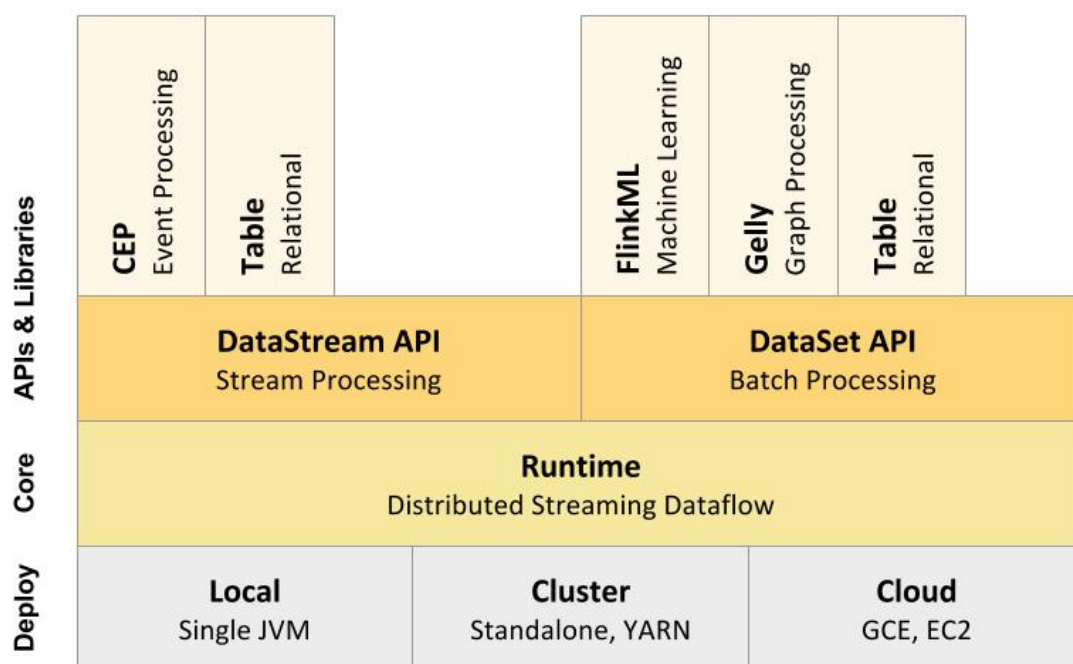 CEP
Event Processing
Table
Relational
FlinkML
Machine Learning
Gelly
Graph Processing
Table
Relational
APIs & Libraries
DataStream API
Stream Processing
DataSet API
Batch Processing
Core
Runtime
Distributed Streaming Dataflow
Deploy
Local
Single JVM
Cluster
Standalone, YARN
Cloud
GCE, EC2